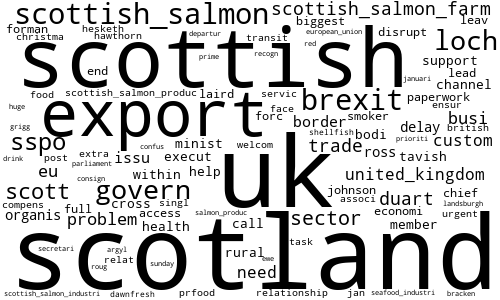 scottish_salmon scottish_salmon_farm
forman hesketh departur biggest european_union leav
christma hawthorn transit red disrupt
scottish loch
end prime recogn support
januari lead
food scottish_salmon_produc laird servic channel
huge export brexit paperwork
face smoker ensur
grigg sspo minist forc border shellfish busi
drink confus welcom bodi delay british
post extra issu execut trade prioriti custom
parliament ross tavish
eu within help uk united_kingdom
consign johnson
scott govern associ duart chief
compens cross singl salmon_produc landsburgh
organis full access sector economi urgent
problem health call member
secretari argyl task
relat rural
scotland
roug sunday ewe need
scottish_salmon_industri dawnfresh prfood relationship jan seafood_industri bracken